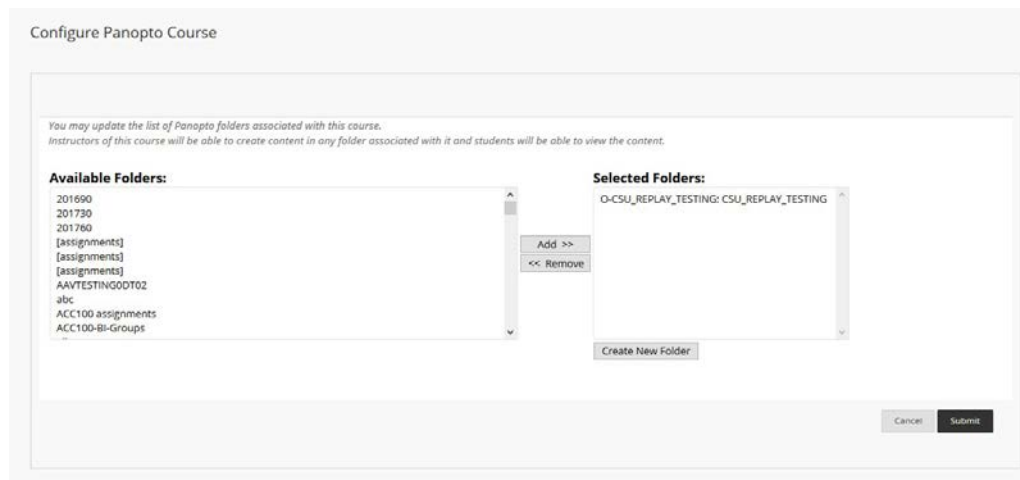 Configure Panopto Course
You may update the list of Panopto folders associated with this course.
Instructors of this course will be able to create content in any folder associated with it and students will be able to view the content.
Available Folders:
201690
201730
201760
[assignments]
[assignments]
[assignments]
AAVTESTING0DT02
abc
ACC100 assignments
ACC100-BI-Groups
Add >>
<< Remove
Selected Folders:
O-CSU_REPLAY_TESTING: CSU_REPLAY_TESTING
Create New Folder
Cancel
Submit